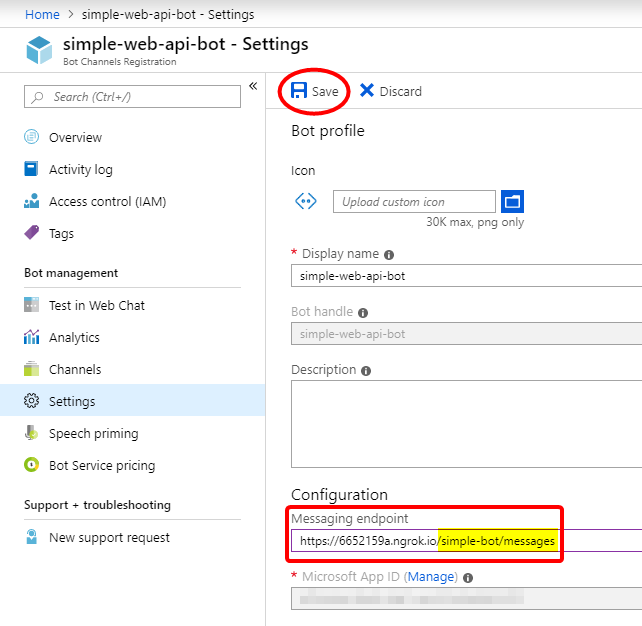 Home > simple-web-api-bot - Settings
simple-web-api-bot - Settings
Bot Channels Registration
Search (Ctrl+/)
«
Overview
Activity log
Access control (IAM)
Tags
Bot management
Test in Web Chat
Analytics
Channels
Settings
Speech priming
Bot Service pricing
Support + troubleshooting
New support request
Save
Discard
Bot profile
Icon
Upload custom icon
30K max, png only
* Display name
simple-web-api-bot
Bot handle
simple-web-api-bot
Description
Configuration
Messaging endpoint
https://6652159a.ngrok.io/simple-bot/messages
* Microsoft App ID (Manage)